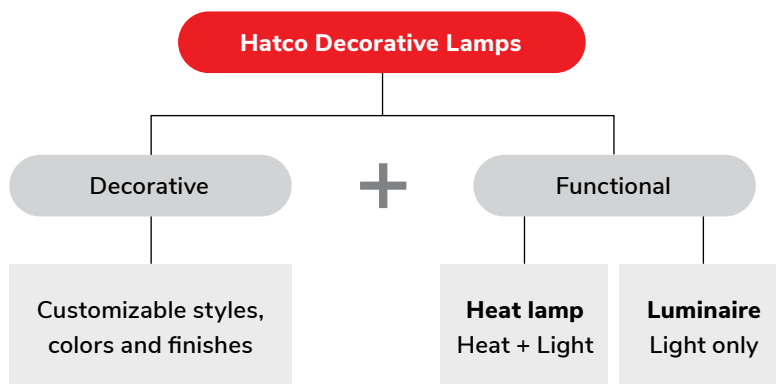 Hatco Decorative Lamps
Decorative
+
Functional
Customizable styles,
colors and finishes
Heat lamp
Heat + Light
Luminaire
Light only